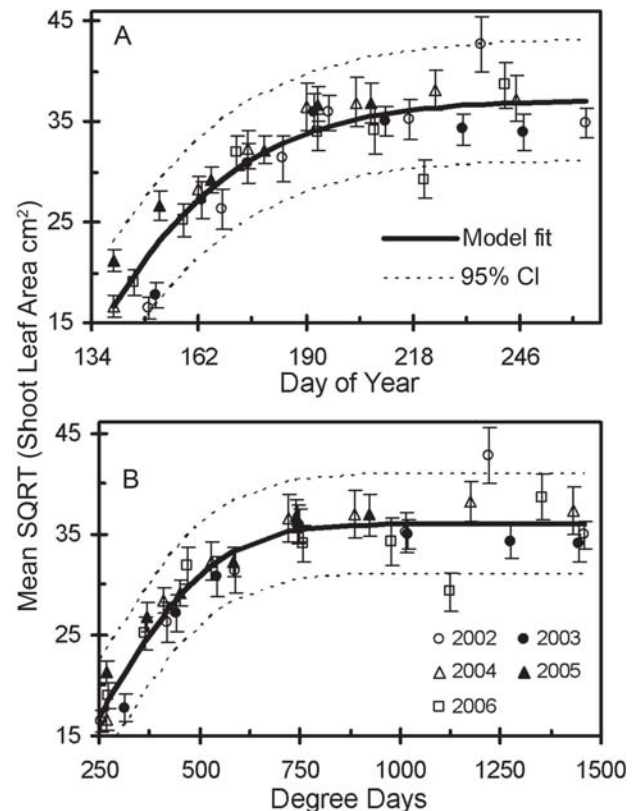 A
45
35
25
15
Model fit
95% CI
134 162 190 218 246
Day of Year
Mean SQRT (Shoot Leaf Area cm²)
B
45
35
25
15
2002 2003
2004 2005
2006
250 500 750 1000 1250 1500
Degree Days